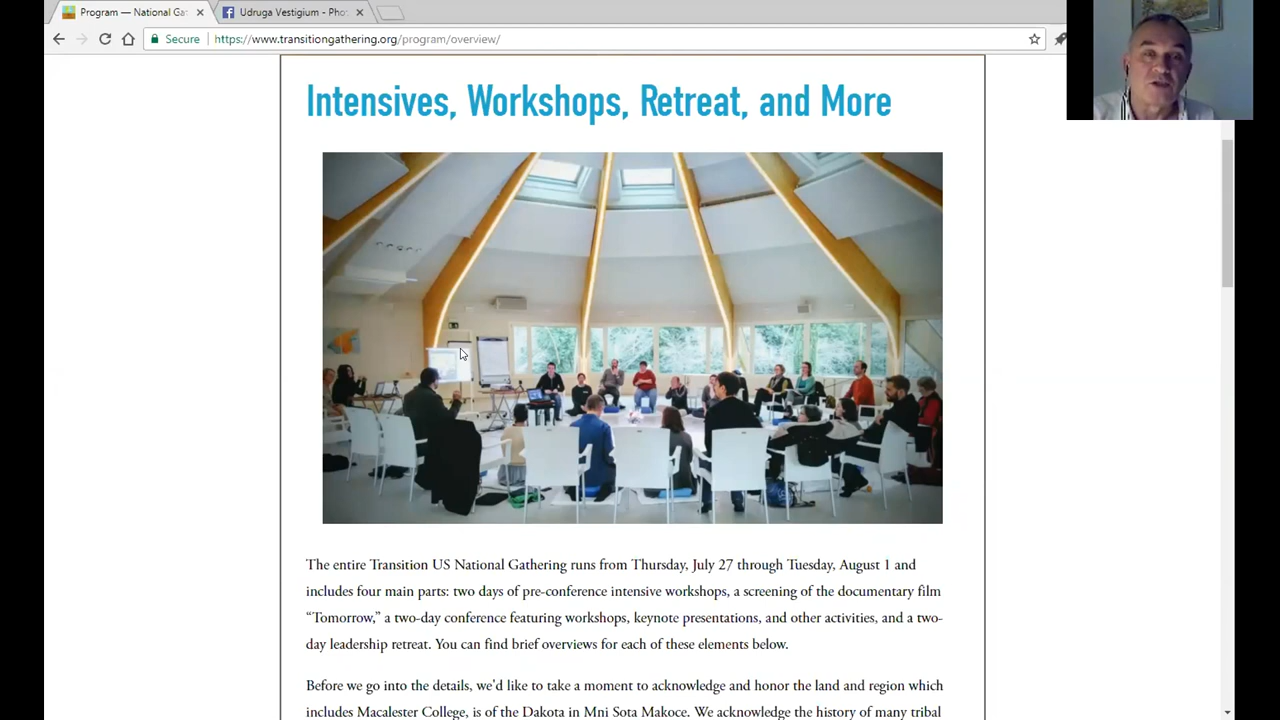 Program — National Ga
Udruga Vestigium - Pho
Secure
https://www.transitiongathering.org/program/overview/
Intensives, Workshops, Retreat, and More
The entire Transition US National Gathering runs from Thursday, July 27 through Tuesday, August 1 and
includes four main parts: two days of pre-conference intensive workshops, a screening of the documentary film
“Tomorrow,” a two-day conference featuring workshops, keynote presentations, and other activities, and a two-
day leadership retreat. You can find brief overviews for each of these elements below.
Before we go into the details, we'd like to take a moment to acknowledge and honor the land and region which
includes Macalester College, is of the Dakota in Mni Sota Makoce. We acknowledge the history of many tribal